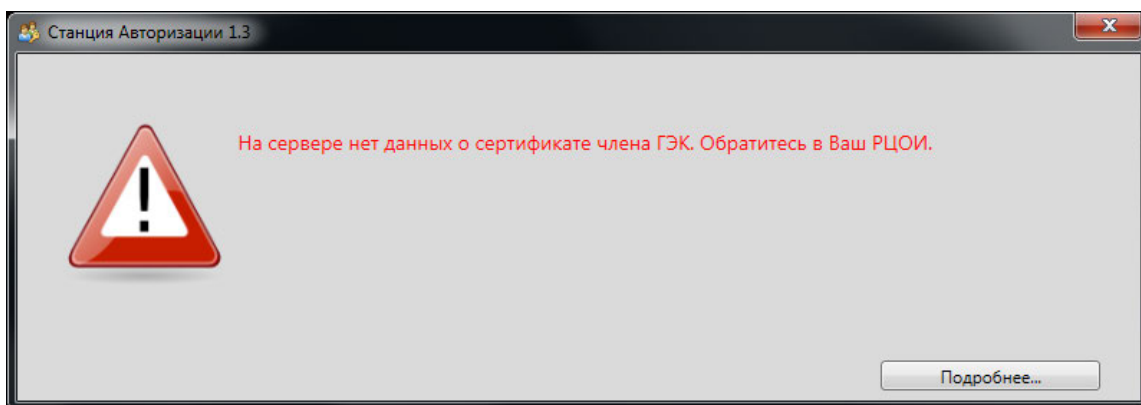 Станция Авторизации 1.3
На сервере нет данных о сертификате члена ГЭК. Обратитесь в Ваш РЦОИ.
Подробнее...